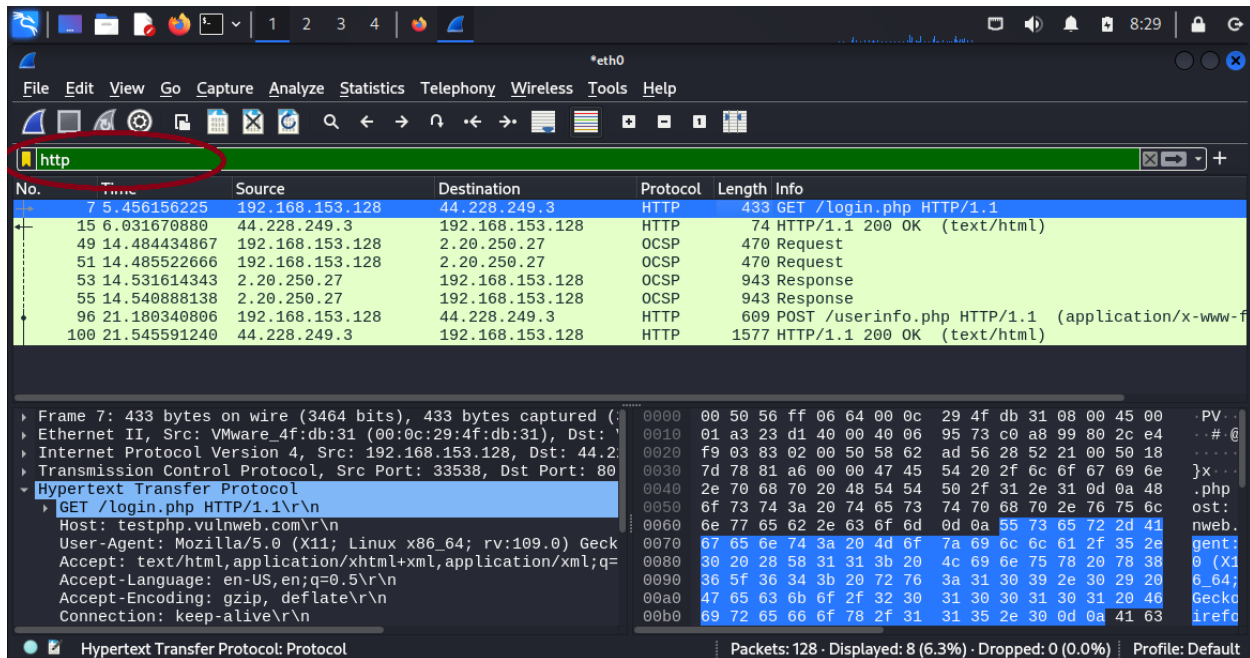 1 2 3 4 8:29
*eth0
File Edit View Go Capture Analyze Statistics Telephony Wireless Tools Help
http
No. Time Source Destination Protocol Length Info
7 5.456156225 192.168.153.128 44.228.249.3 HTTP 433 GET /login.php HTTP/1.1
15 6.031670880 44.228.249.3 192.168.153.128 HTTP 74 HTTP/1.1 200 OK (text/html)
49 14.484434867 192.168.153.128 2.20.250.27 OCSP 470 Request
51 14.485522666 192.168.153.128 2.20.250.27 OCSP 470 Request
53 14.531614343 2.20.250.27 192.168.153.128 OCSP 943 Response
55 14.540888138 2.20.250.27 192.168.153.128 OCSP 943 Response
96 21.180340806 192.168.153.128 44.228.249.3 HTTP 609 POST /userinfo.php HTTP/1.1 (application/x-www-f
100 21.545591240 44.228.249.3 192.168.153.128 HTTP 1577 HTTP/1.1 200 OK (text/html)
Frame 7: 433 bytes on wire (3464 bits), 433 bytes captured (
Ethernet II, Src: VMware_4f:db:31 (00:0c:29:4f:db:31), Dst:
Internet Protocol Version 4, Src: 192.168.153.128, Dst: 44.2
Transmission Control Protocol, Src Port: 33538, Dst Port: 80
Hypertext Transfer Protocol
GET /login.php HTTP/1.1\r\n
Host: testphp.vulnweb.com\r\n
User-Agent: Mozilla/5.0 (X11; Linux x86_64; rv:109.0) Geck
Accept: text/html,application/xhtml+xml,application/xml;q=
Accept-Language: en-US,en;q=0.5\r\n
Accept-Encoding: gzip, deflate\r\n
Connection: keep-alive\r\n
0000 00 50 56 ff 06 64 00 0c 29 4f db 31 08 00 45 00 ·PV··
0010 01 a3 23 d1 40 00 40 06 95 73 c0 a8 99 80 2c e4 ··#·@
0020 f9 03 83 02 00 50 58 62 ad 56 28 52 21 00 50 18 ·····
0030 7d 78 81 a6 00 00 47 45 54 20 2f 6c 6f 67 69 6e }x···
0040 2e 70 68 70 20 48 54 54 50 2f 31 2e 31 0d 0a 48 .php
0050 6f 73 74 3a 20 74 65 73 74 70 68 70 2e 76 75 6c ost:
0060 6e 77 65 62 2e 63 6f 6d 0d 0a 55 73 65 72 2d 41 nweb.
0070 67 65 6e 74 3a 20 4d 6f 7a 69 6c 6c 61 2f 35 2e gent:
0080 30 20 28 58 31 31 3b 20 4c 69 6e 75 78 20 78 38 0 (X1
0090 36 5f 36 34 3b 20 72 76 3a 31 30 39 2e 30 29 20 6_64;
00a0 47 65 63 6b 6f 2f 32 30 31 30 30 31 30 31 20 46 Gecko
00b0 69 72 65 66 6f 78 2f 31 31 35 2e 30 0d 0a 41 63 irefo
Hypertext Transfer Protocol: Protocol Packets: 128 · Displayed: 8 (6.3%) · Dropped: 0 (0.0%) Profile: Default